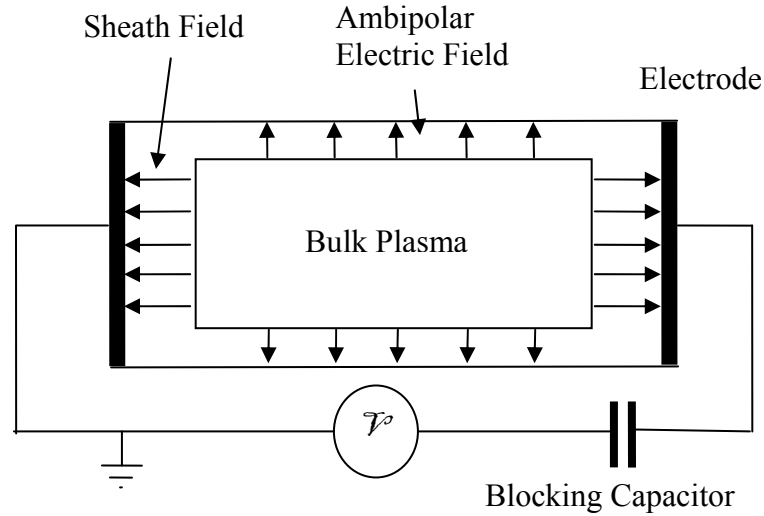 Sheath Field
Ambipolar
Electric Field
Electrode
Bulk Plasma
𝒱
Blocking Capacitor